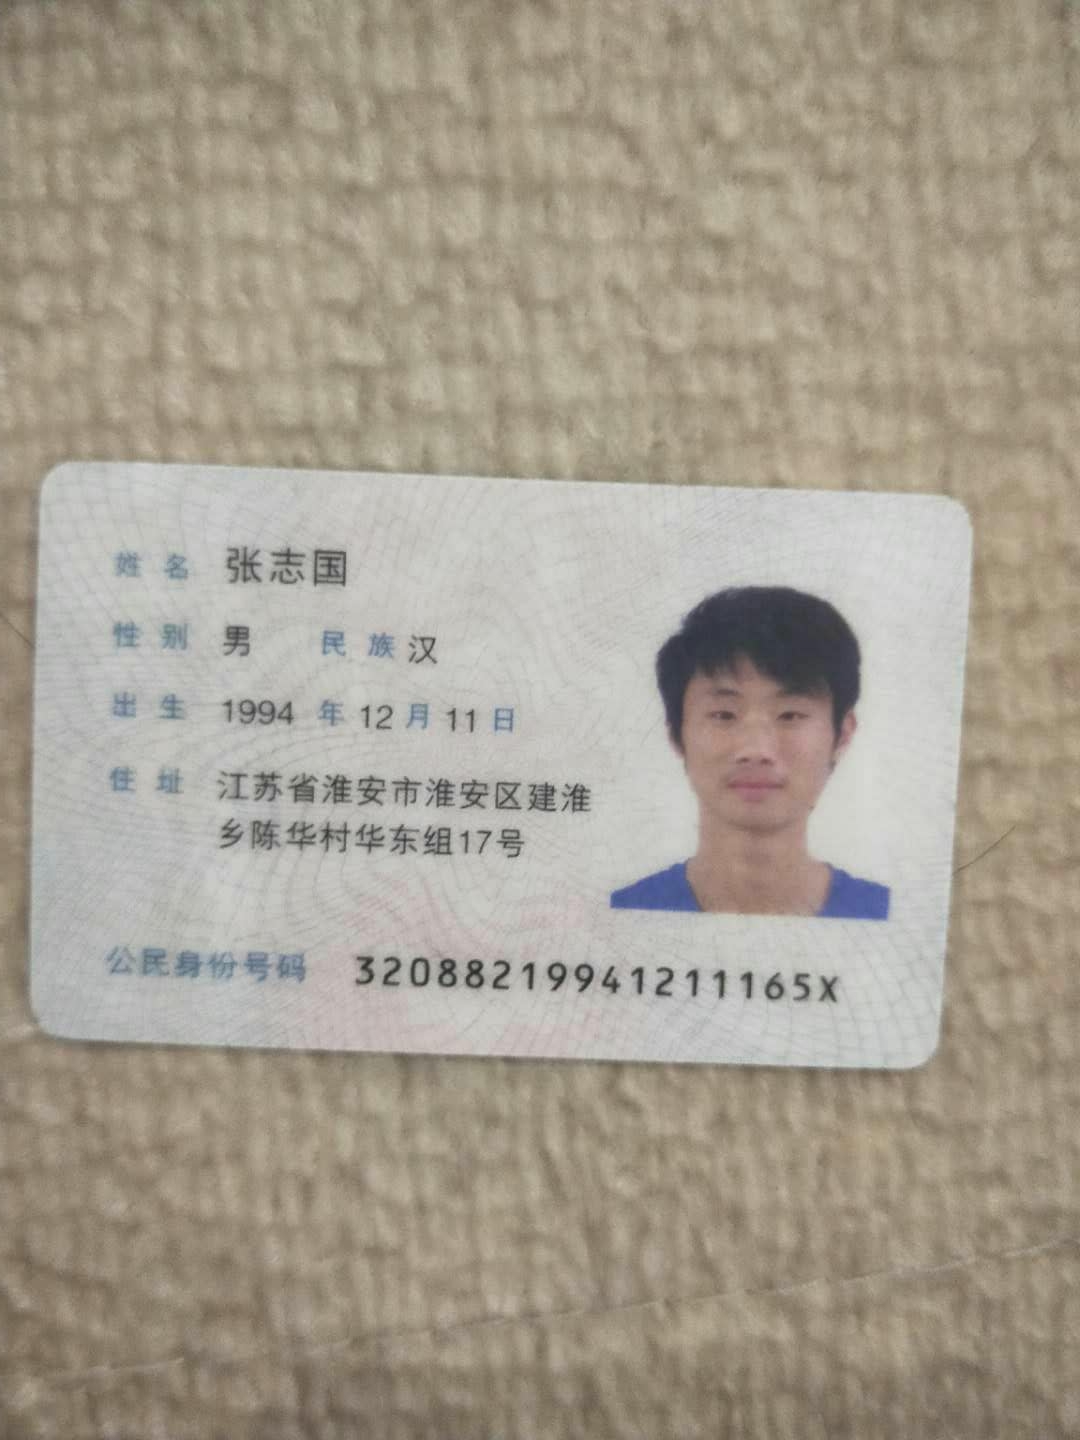 姓名 张志国
性别 男 民族 汉
出生 1994 年 12 月 11 日
住址 江苏省淮安市淮安区建淮
乡陈华村华东组17号
公民身份号码 32088219941211165X